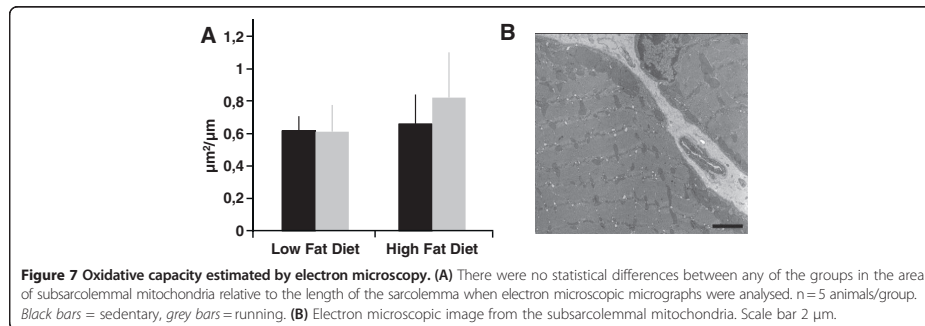 A
B
1,2
1
0,8
0,6
0,4
0,2
0
µm²/µm
Low Fat Diet
High Fat Diet
Figure 7 Oxidative capacity estimated by electron microscopy. (A) There were no statistical differences between any of the groups in the area
of subsarcolemmal mitochondria relative to the length of the sarcolemma when electron microscopic micrographs were analysed. n = 5 animals/group.
Black bars = sedentary, grey bars = running. (B) Electron microscopic image from the subsarcolemmal mitochondria. Scale bar 2 μm.